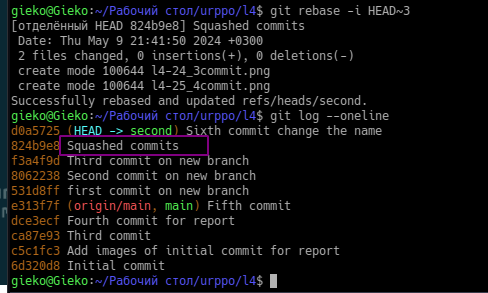 gieko@Gieko:~/Рабочий стол/urppo/l4$ git rebase -i HEAD~3
[отделённый HEAD 824b9e8] Squashed commits
 Date: Thu May 9 21:41:50 2024 +0300
 2 files changed, 0 insertions(+), 0 deletions(-)
 create mode 100644 l4-24_3commit.png
 create mode 100644 l4-25_4commit.png
Successfully rebased and updated refs/heads/second.
gieko@Gieko:~/Рабочий стол/urppo/l4$ git log --oneline
d0a5725 (HEAD -> second) Sixth commit change the name
824b9e8 Squashed commits
f3a4f9d Third commit on new branch
8062238 Second commit on new branch
531d8ff first commit on new branch
e313f7f (origin/main, main) Fifth commit
dce3ecf Fourth commit for report
ca87e93 Third commit
c5c1fc3 Add images of initial commit for report
6d320d8 Initial commit
gieko@Gieko:~/Рабочий стол/urppo/l4$